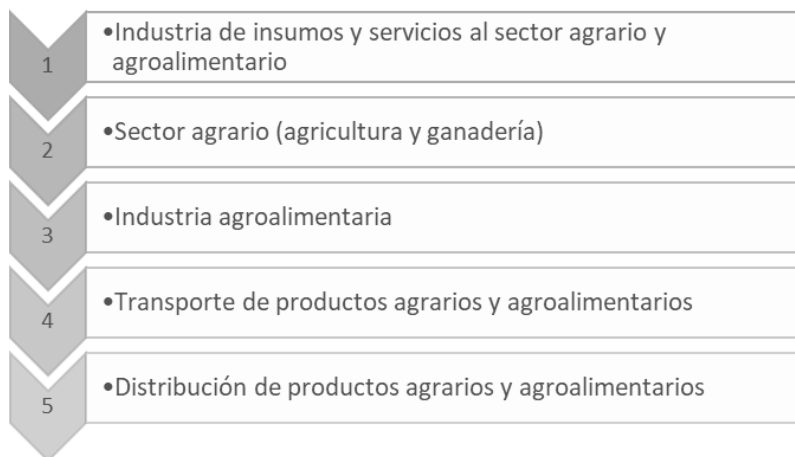 1
•Industria de insumos y servicios al sector agrario y
agroalimentario
2
•Sector agrario (agricultura y ganadería)
3
•Industria agroalimentaria
4
•Transporte de productos agrarios y agroalimentarios
5
•Distribución de productos agrarios y agroalimentarios